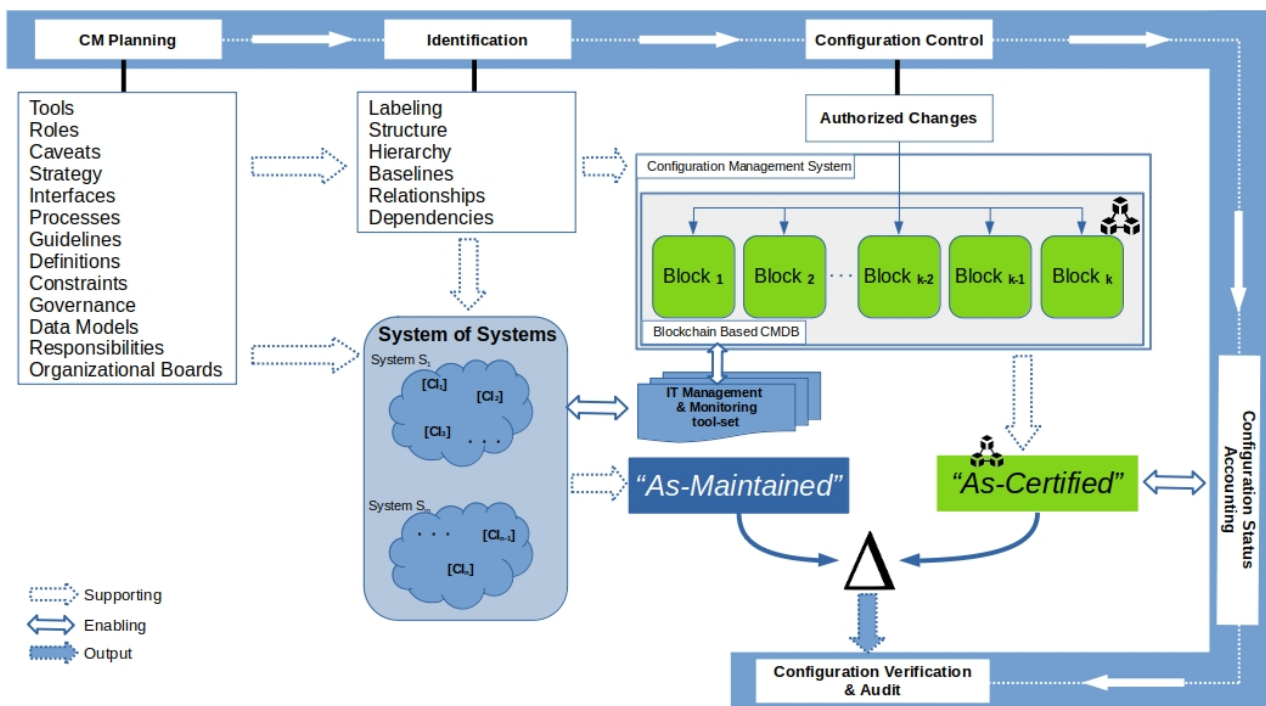 CM Planning
Identification
Configuration Control
Tools
Roles
Caveats
Strategy
Interfaces
Processes
Guidelines
Definitions
Constraints
Governance
Data Models
Responsibilities
Organizational Boards
Labeling
Structure
Hierarchy
Baselines
Relationships
Dependencies
Authorized Changes
Configuration Management System
Block 1
Block 2
. . .
Block k-2
Block k-1
Block k
Blockchain Based CMDB
System of Systems
System S1
[CI1]
[CI2]
[CI3]
. . .
System Sm
. . .
[CIn-1]
[CIn]
IT Management
& Monitoring
tool-set
“As-Maintained”
“As-Certified”
Δ
Configuration Status
Accounting
Supporting
Enabling
Output
Configuration Verification
& Audit